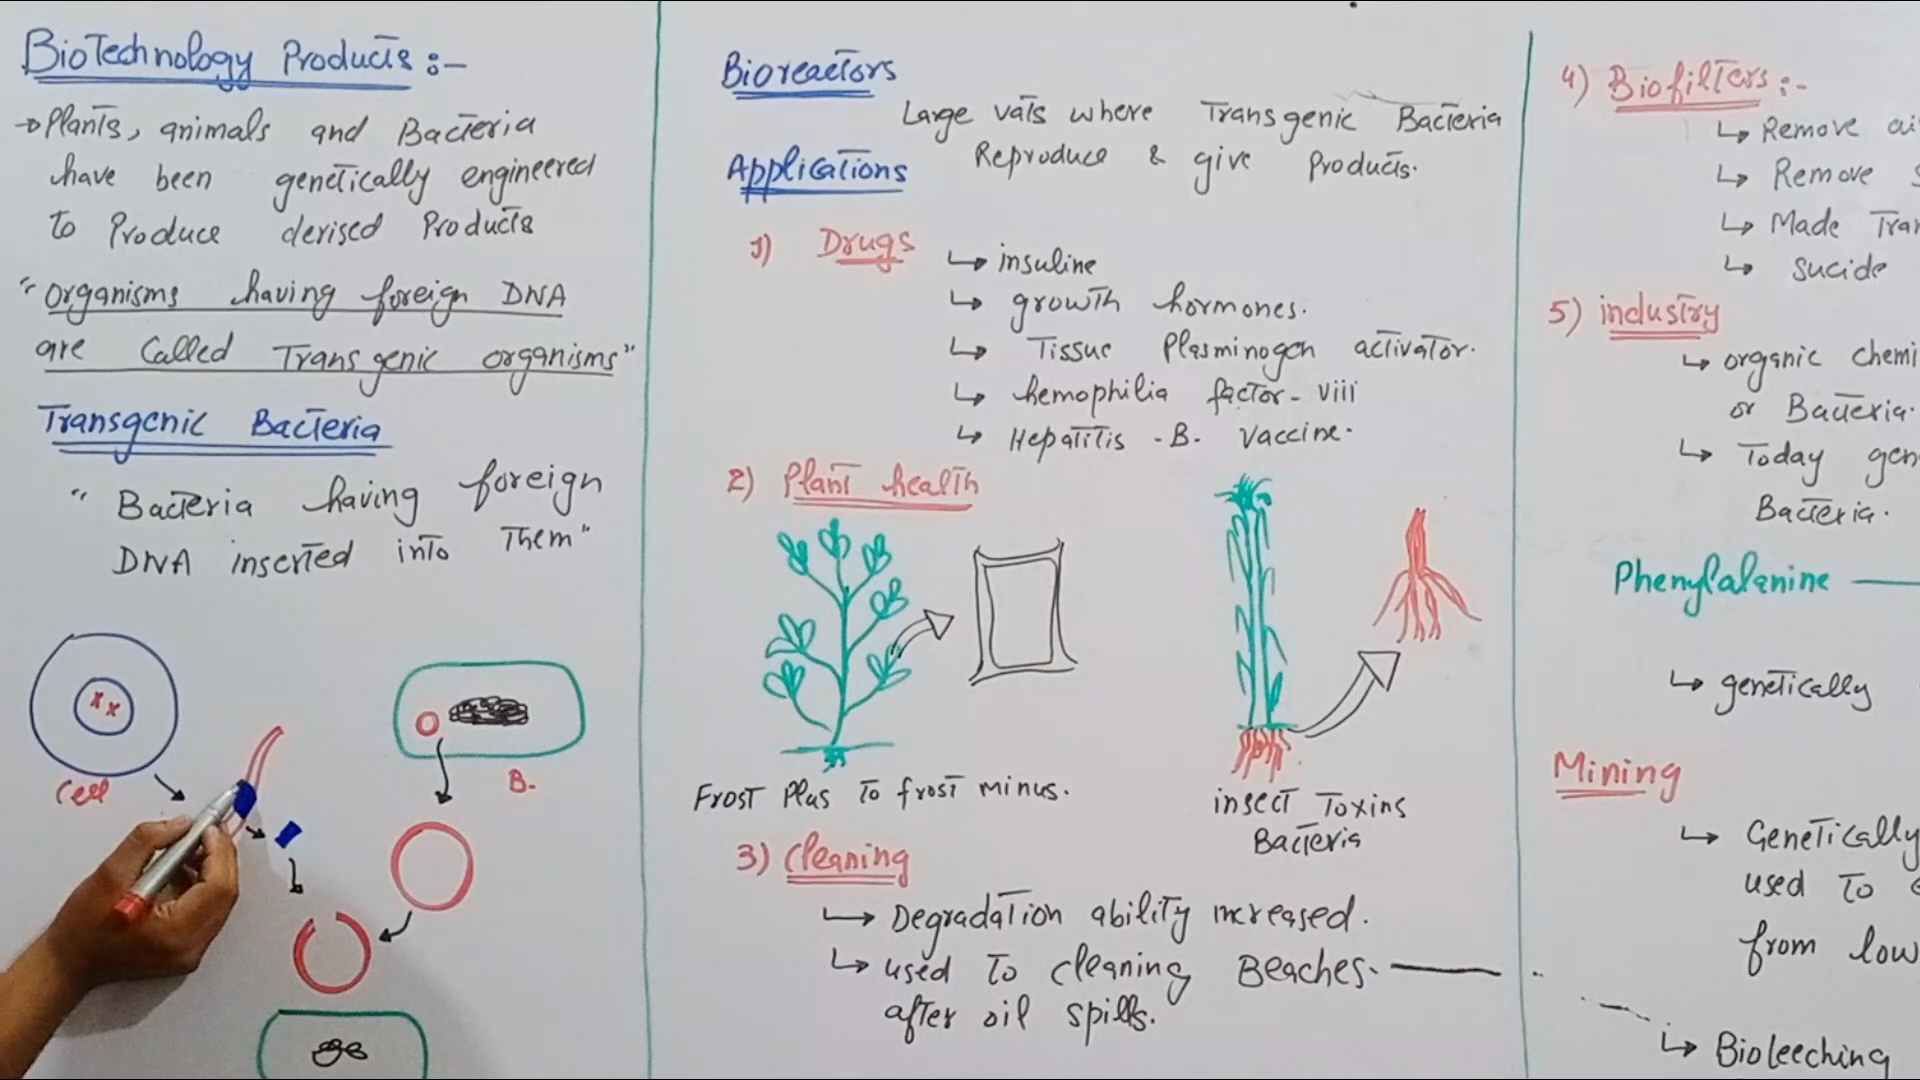 BioTechnology Products:-
→ Plants, animals and Bacteria
have been genetically engineered
to Produce derised Products
"organisms having foreign DNA
are Called Transgenic organisms"
Transgenic Bacteria
"Bacteria having foreign
DNA inserted into Them"
Cell
B.
Bioreactors
Large vats where Transgenic Bacteria
Reproduce & give Products.
Applications
1) Drugs
↳ insuline
↳ growth hormones.
↳ Tissue Plasminogen activator.
↳ hemophilia factor-viii
↳ Hepatitis-B. Vaccine.
2) Plant health
Frost Plus To frost minus.
insect Toxins
Bacteris
3) Cleaning
↳ Degradation ability increased.
↳ used To cleaning Beaches.
after oil spills.
4) Biofilters:-
↳ Remove
↳ Remove
↳ Made
↳ Sucide
5) industry
↳ organic
or Bacteria.
↳ Today
Bacteria.
Phenylalanine
↳ genetically
Mining
↳ Genetically
used To
from low
↳ Bioleeching